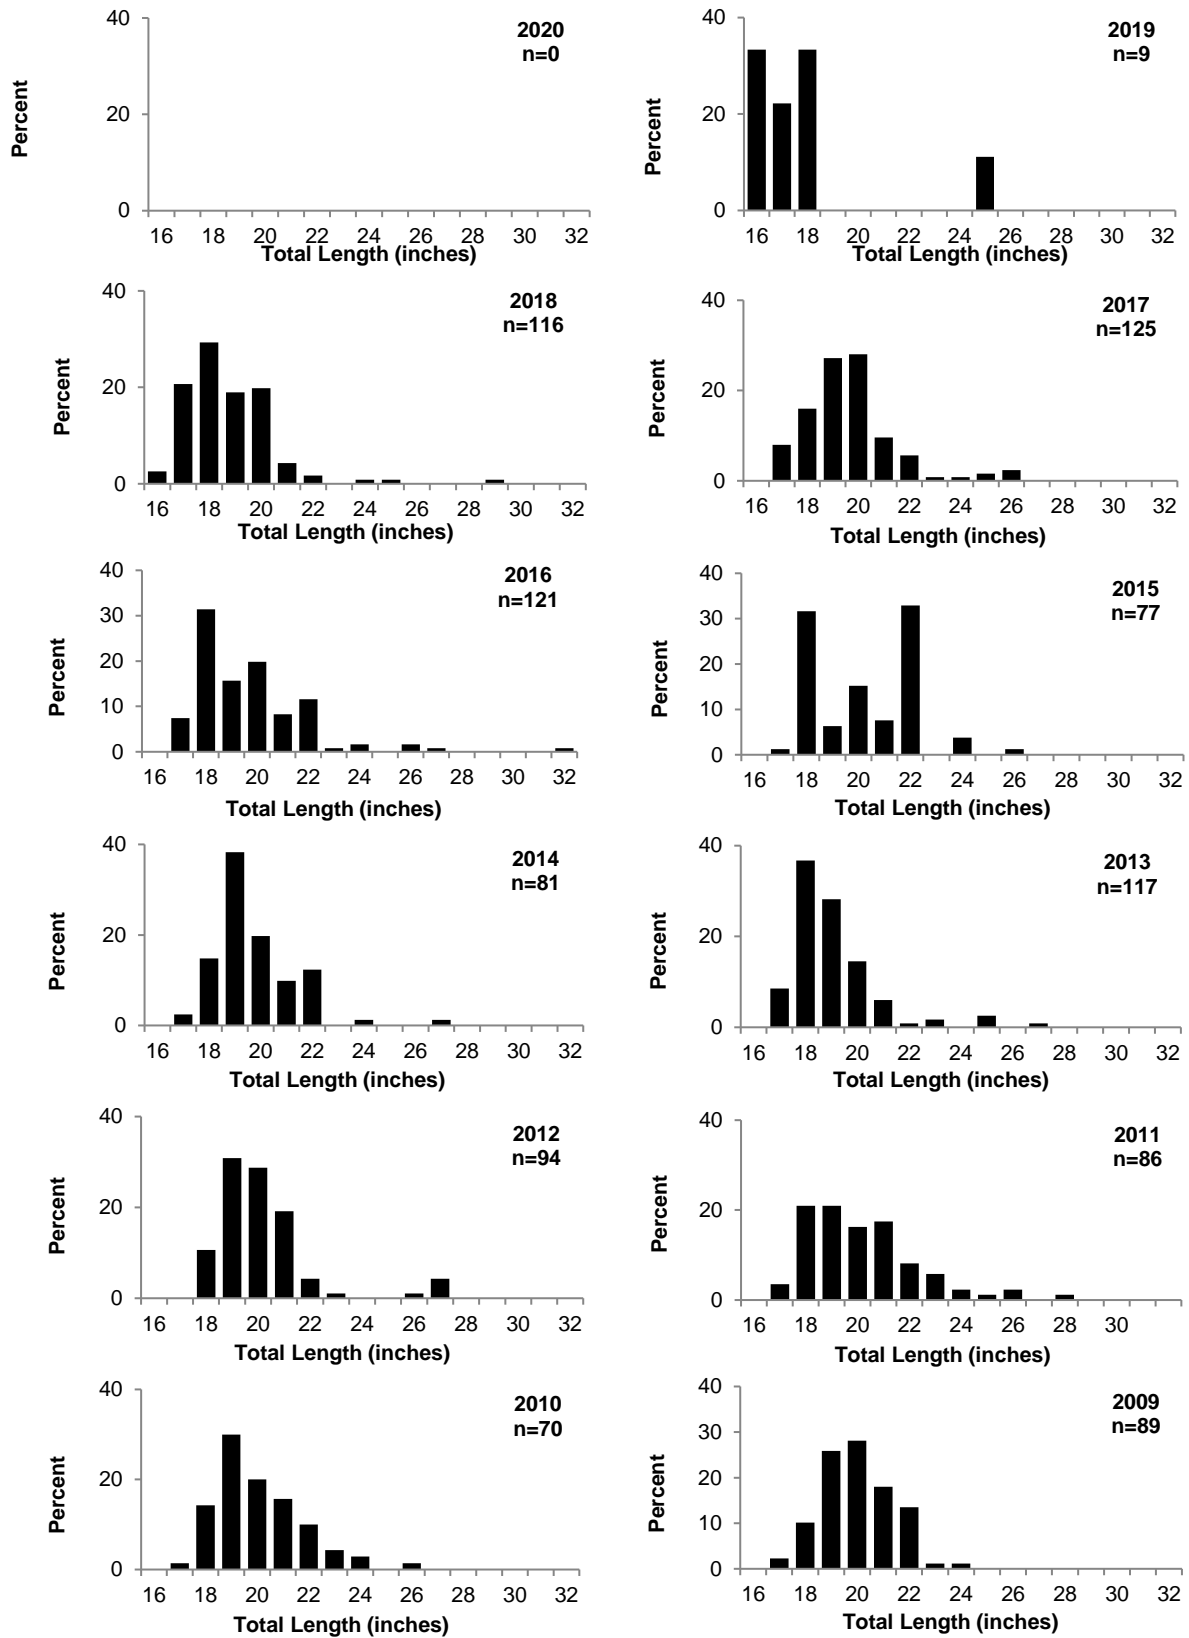 2020
n=0
Percent
40
20
0
16 18 20 22 24 26 28 30 32
Total Length (inches)
2019
n=9
Percent
40
20
0
16 18 20 22 24 26 28 30 32
Total Length (inches)
2018
n=116
Percent
40
20
0
16 18 20 22 24 26 28 30 32
Total Length (inches)
2017
n=125
Percent
40
20
0
16 18 20 22 24 26 28 30 32
Total Length (inches)
2016
n=121
Percent
40
30
20
10
0
16 18 20 22 24 26 28 30 32
Total Length (inches)
2015
n=77
Percent
40
30
20
10
0
16 18 20 22 24 26 28 30 32
Total Length (inches)
2014
n=81
Percent
40
20
0
16 18 20 22 24 26 28 30 32
Total Length (inches)
2013
n=117
Percent
40
20
0
16 18 20 22 24 26 28 30 32
Total Length (inches)
2012
n=94
Percent
40
20
0
16 18 20 22 24 26 28 30 32
Total Length (inches)
2011
n=86
Percent
40
20
0
16 18 20 22 24 26 28 30
Total Length (inches)
2010
n=70
Percent
40
20
0
16 18 20 22 24 26 28 30 32
Total Length (inches)
2009
n=89
Percent
40
30
20
10
0
16 18 20 22 24 26 28 30 32
Total Length (inches)